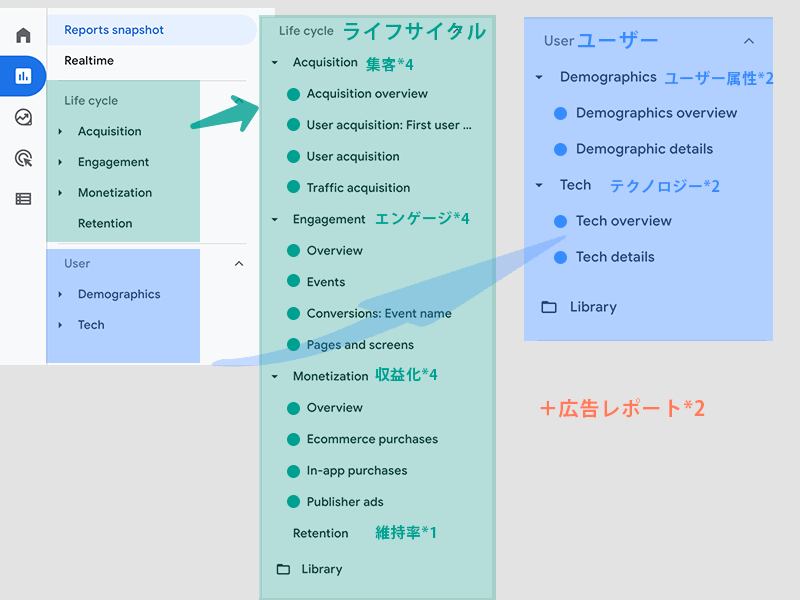 Reports snapshot
Realtime
Life cycle
Acquisition
Engagement
Monetization
Retention
User
Demographics
Tech
Life cycle ライフサイクル
Acquisition 集客*4
Acquisition overview
User acquisition: First user ...
User acquisition
Traffic acquisition
Engagement エンゲージ*4
Overview
Events
Conversions: Event name
Pages and screens
Monetization 収益化*4
Overview
Ecommerce purchases
In-app purchases
Publisher ads
Retention 維持率*1
Library
User ユーザー
Demographics ユーザー属性*2
Demographics overview
Demographic details
Tech テクノロジー*2
Tech overview
Tech details
Library
＋広告レポート*2